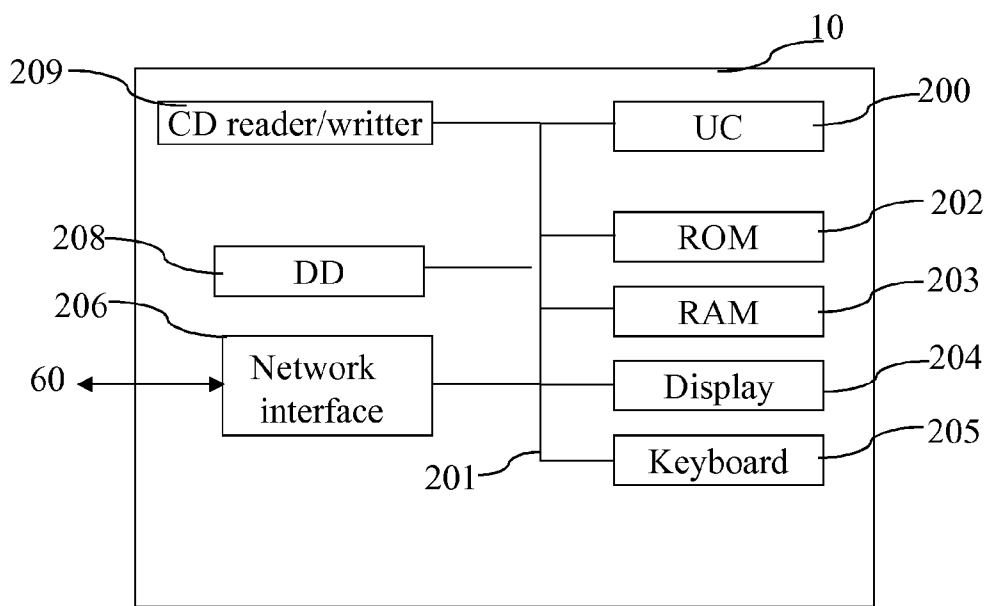 10
209
CD reader/writter
UC
200
ROM
202
208
DD
RAM
203
206
60
Network
interface
Display
204
201
Keyboard
205